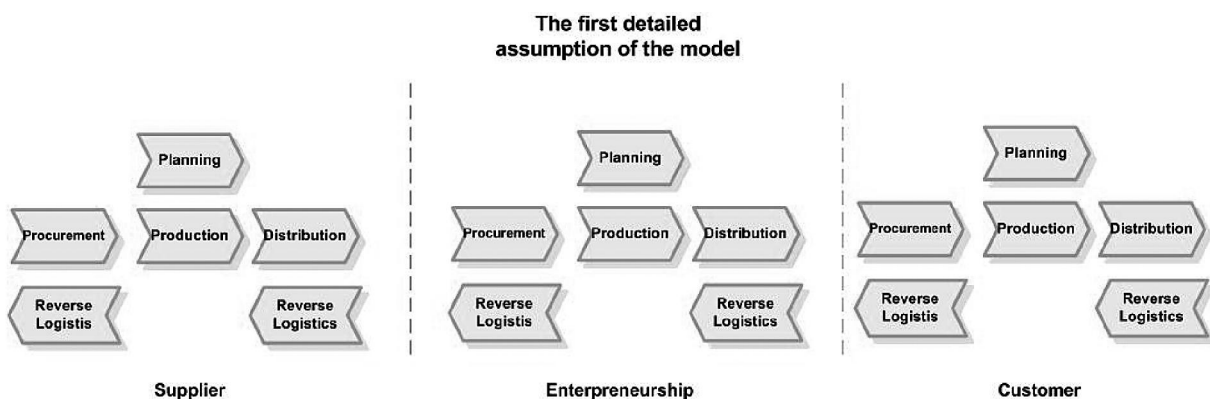 The first detailed
assumption of the model
Planning
Procurement
Production
Distribution
Reverse
Logistis
Reverse
Logistics
Supplier
Planning
Procurement
Production
Distribution
Reverse
Logistis
Reverse
Logistics
Enterpreneurship
Planning
Procurement
Production
Distribution
Reverse
Logistis
Reverse
Logistics
Customer